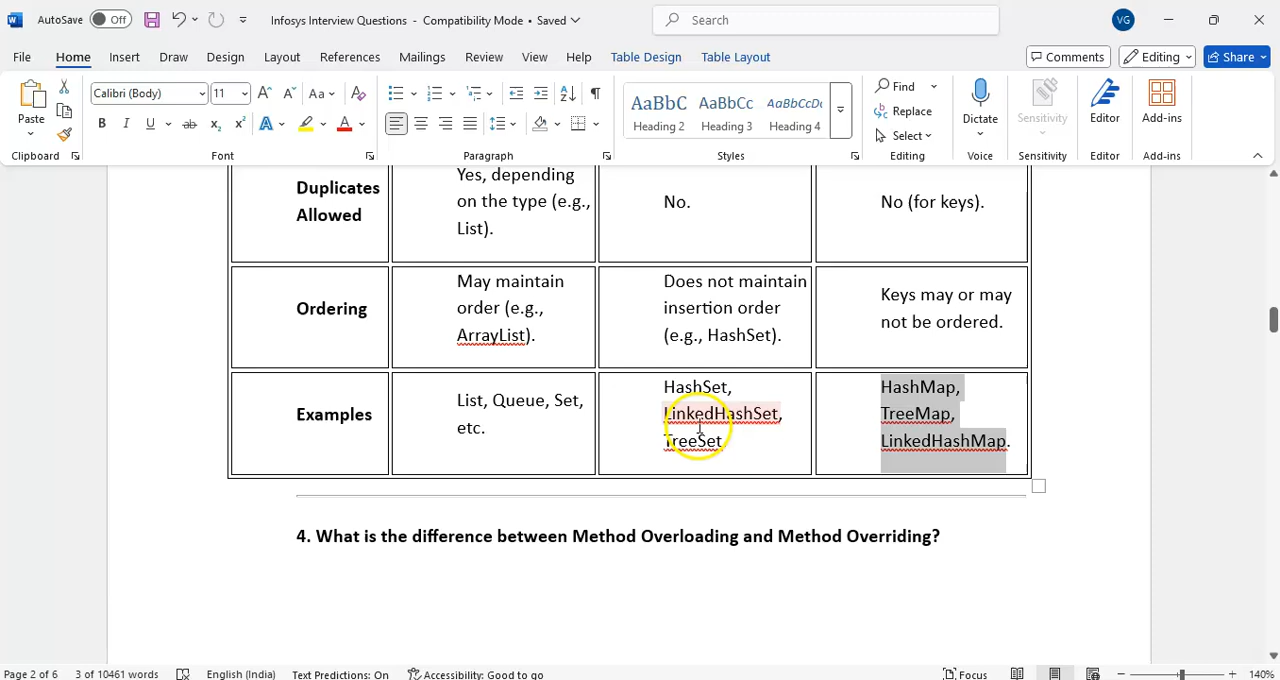 AutoSave Off Infosys Interview Questions - Compatibility Mode • Saved Search VG
File Home Insert Draw Design Layout References Mailings Review View Help Table Design Table Layout Comments Editing Share
Calibri (Body) 11 Aa AaBbC AaBbCc AaBbCcDc Find
Paste B I U ab x₂ x² A A Heading 2 Heading 3 Heading 4 Replace Dictate Sensitivity Editor Add-ins
Select
Clipboard Font Paragraph Styles Editing Voice Sensitivity Editor Add-ins
Duplicates
Allowed
Yes, depending
on the type (e.g.,
List).
No.
No (for keys).
Ordering
May maintain
order (e.g.,
ArrayList).
Does not maintain
insertion order
(e.g., HashSet).
Keys may or may
not be ordered.
Examples
List, Queue, Set,
etc.
HashSet,
LinkedHashSet,
TreeSet.
HashMap,
TreeMap,
LinkedHashMap.
4. What is the difference between Method Overloading and Method Overriding?
Page 2 of 6 3 of 10461 words English (India) Text Predictions: On Accessibility: Good to go Focus 140%